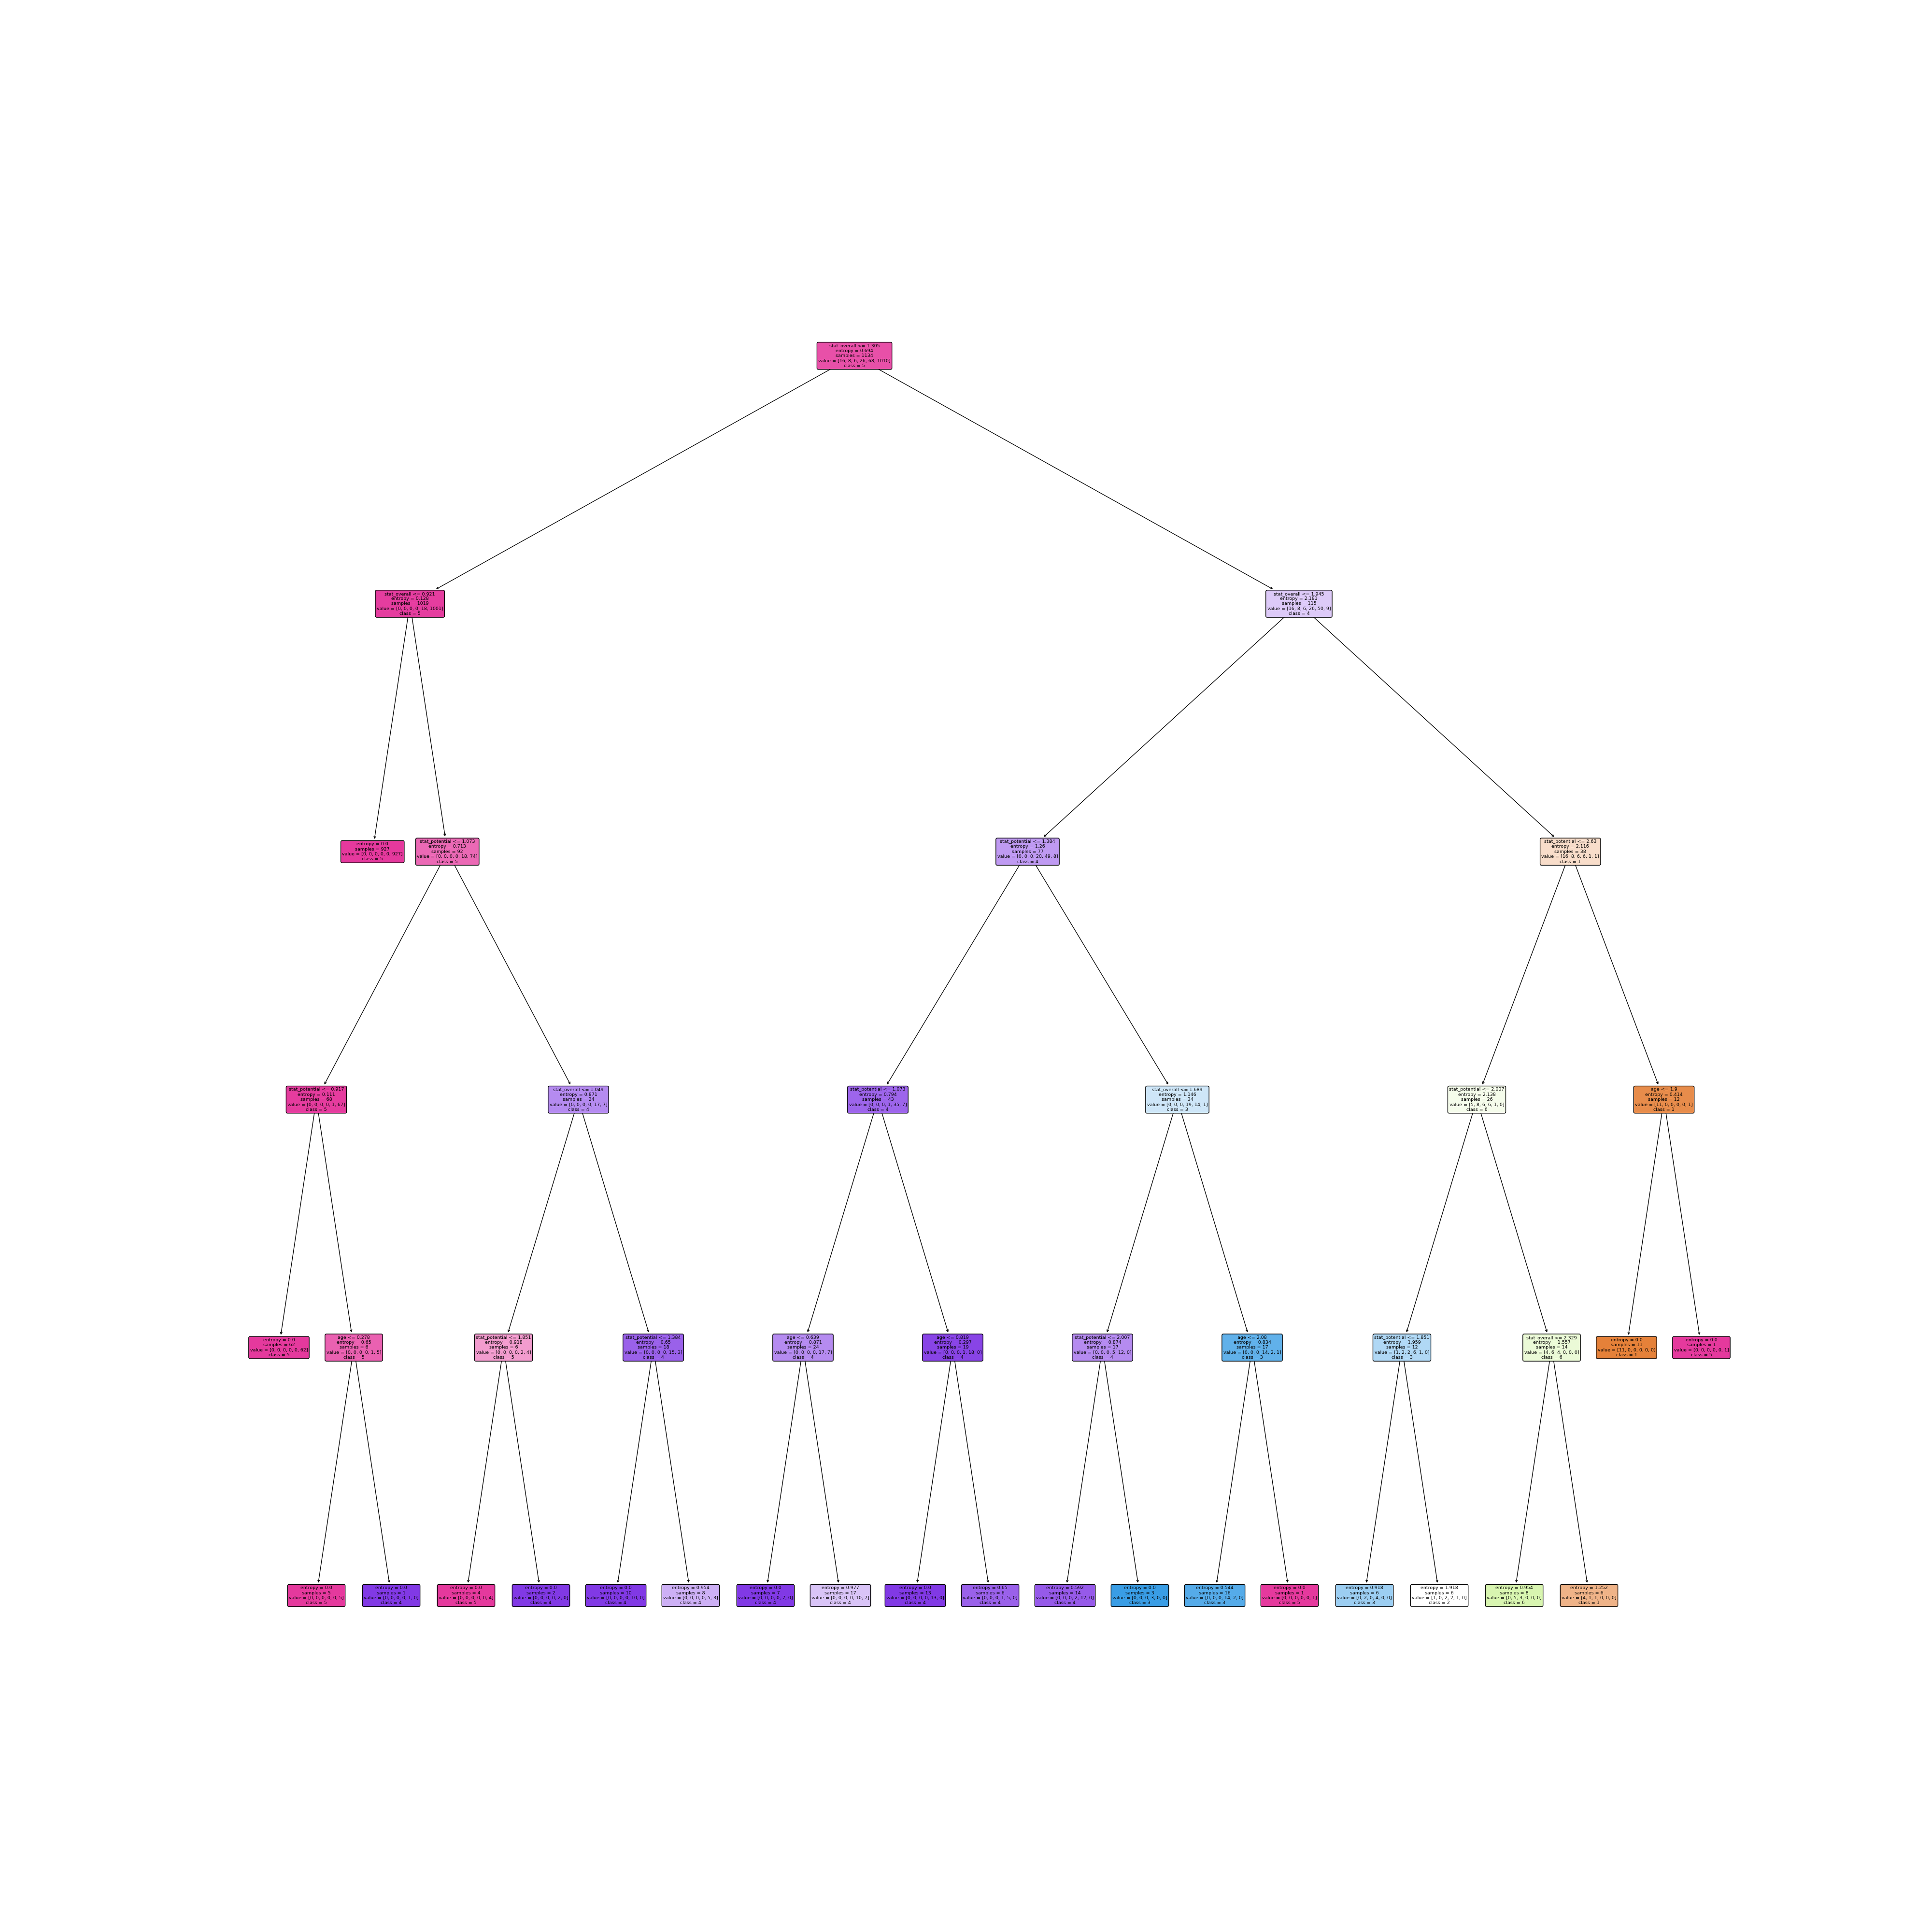 stat_overall <= 1.305
entropy = 0.694
samples = 1134
value = [16, 8, 6, 26, 68, 1010]
class = 5
stat_overall <= 0.921
entropy = 0.128
samples = 1019
value = [0, 0, 0, 0, 18, 1001]
class = 5
stat_overall <= 1.945
entropy = 2.181
samples = 115
value = [16, 8, 6, 26, 50, 9]
class = 4
entropy = 0.0
samples = 927
value = [0, 0, 0, 0, 0, 927]
class = 5
stat_potential <= 1.073
entropy = 0.713
samples = 92
value = [0, 0, 0, 0, 18, 74]
class = 5
stat_potential <= 1.384
entropy = 1.26
samples = 77
value = [0, 0, 0, 20, 49, 8]
class = 4
stat_potential <= 2.63
entropy = 2.116
samples = 38
value = [16, 8, 6, 6, 1, 1]
class = 1
stat_potential <= 0.917
entropy = 0.111
samples = 68
value = [0, 0, 0, 0, 1, 67]
class = 5
stat_overall <= 1.049
entropy = 0.871
samples = 24
value = [0, 0, 0, 0, 17, 7]
class = 4
stat_potential <= 1.073
entropy = 0.794
samples = 43
value = [0, 0, 0, 1, 35, 7]
class = 4
stat_overall <= 1.689
entropy = 1.146
samples = 34
value = [0, 0, 0, 19, 14, 1]
class = 3
stat_potential <= 2.007
entropy = 2.138
samples = 26
value = [5, 8, 6, 6, 1, 0]
class = 6
age <= 1.9
entropy = 0.414
samples = 12
value = [11, 0, 0, 0, 0, 1]
class = 1
entropy = 0.0
samples = 62
value = [0, 0, 0, 0, 0, 62]
class = 5
age <= 0.278
entropy = 0.65
samples = 6
value = [0, 0, 0, 0, 1, 5]
class = 5
stat_potential <= 1.851
entropy = 0.918
samples = 6
value = [0, 0, 0, 0, 2, 4]
class = 5
stat_potential <= 1.384
entropy = 0.65
samples = 18
value = [0, 0, 0, 0, 15, 3]
class = 4
age <= 0.639
entropy = 0.871
samples = 24
value = [0, 0, 0, 0, 17, 7]
class = 4
age <= 0.819
entropy = 0.297
samples = 19
value = [0, 0, 0, 1, 18, 0]
class = 4
stat_potential <= 2.007
entropy = 0.874
samples = 17
value = [0, 0, 0, 5, 12, 0]
class = 4
age <= 2.08
entropy = 0.834
samples = 17
value = [0, 0, 0, 14, 2, 1]
class = 3
stat_potential <= 1.851
entropy = 1.959
samples = 12
value = [1, 2, 2, 6, 1, 0]
class = 3
stat_overall <= 2.329
entropy = 1.557
samples = 14
value = [4, 6, 4, 0, 0, 0]
class = 6
entropy = 0.0
samples = 11
value = [11, 0, 0, 0, 0, 0]
class = 1
entropy = 0.0
samples = 1
value = [0, 0, 0, 0, 0, 1]
class = 5
entropy = 0.0
samples = 5
value = [0, 0, 0, 0, 0, 5]
class = 5
entropy = 0.0
samples = 1
value = [0, 0, 0, 0, 1, 0]
class = 4
entropy = 0.0
samples = 4
value = [0, 0, 0, 0, 0, 4]
class = 5
entropy = 0.0
samples = 2
value = [0, 0, 0, 0, 2, 0]
class = 4
entropy = 0.0
samples = 10
value = [0, 0, 0, 0, 10, 0]
class = 4
entropy = 0.954
samples = 8
value = [0, 0, 0, 0, 5, 3]
class = 4
entropy = 0.0
samples = 7
value = [0, 0, 0, 0, 7, 0]
class = 4
entropy = 0.977
samples = 17
value = [0, 0, 0, 0, 10, 7]
class = 4
entropy = 0.0
samples = 13
value = [0, 0, 0, 0, 13, 0]
class = 4
entropy = 0.65
samples = 6
value = [0, 0, 0, 1, 5, 0]
class = 4
entropy = 0.592
samples = 14
value = [0, 0, 0, 2, 12, 0]
class = 4
entropy = 0.0
samples = 3
value = [0, 0, 0, 3, 0, 0]
class = 3
entropy = 0.544
samples = 16
value = [0, 0, 0, 14, 2, 0]
class = 3
entropy = 0.0
samples = 1
value = [0, 0, 0, 0, 0, 1]
class = 5
entropy = 0.918
samples = 6
value = [0, 2, 0, 4, 0, 0]
class = 3
entropy = 1.918
samples = 6
value = [1, 0, 2, 2, 1, 0]
class = 2
entropy = 0.954
samples = 8
value = [0, 5, 3, 0, 0, 0]
class = 6
entropy = 1.252
samples = 6
value = [4, 1, 1, 0, 0, 0]
class = 1